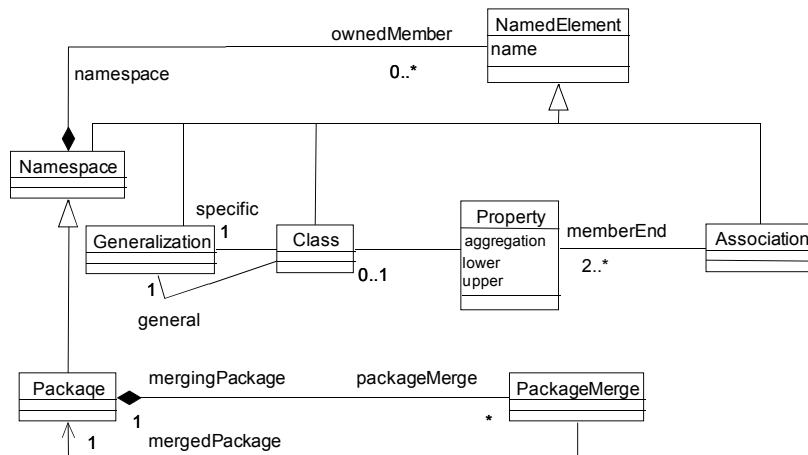 NamedElement
ownedMember
name
namespace
0..*
Namespace
specific
Generalization
1
Class
Property
aggregation
lower
upper
memberEnd
2..*
Association
0..1
1
general
Package
mergingPackage
packageMerge
PackageMerge
1
*
1
mergedPackage